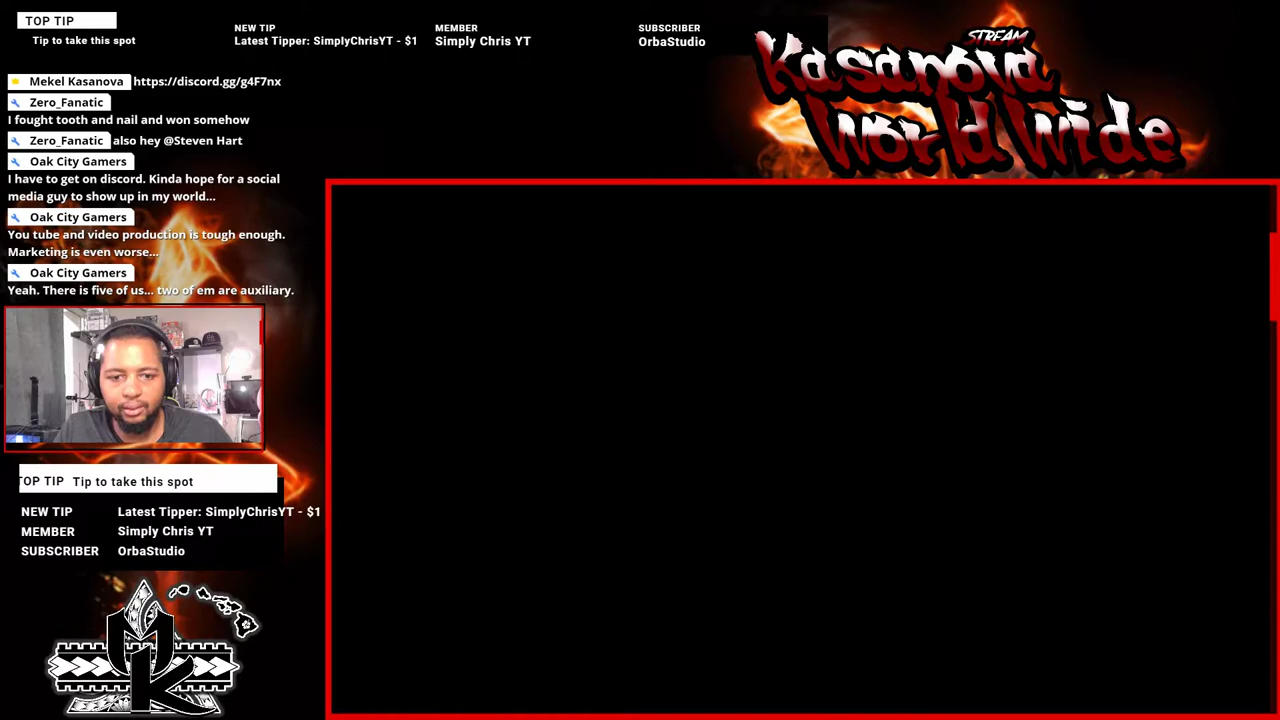 TOP TIP
Tip to take this spot
NEW TIP
Latest Tipper: SimplyChrisYT - $1
MEMBER
Simply Chris YT
SUBSCRIBER
OrbaStudio
STREAM
Kasanova
World Wide
Mekel Kasanova https://discord.gg/g4F7nx
Zero_Fanatic
I fought tooth and nail and won somehow
Zero_Fanatic also hey @Steven Hart
Oak City Gamers
I have to get on discord. Kinda hope for a social
media guy to show up in my world...
Oak City Gamers
You tube and video production is tough enough.
Marketing is even worse...
Oak City Gamers
Yeah. There is five of us... two of em are auxiliary.
TOP TIP Tip to take this spot
NEW TIP Latest Tipper: SimplyChrisYT - $1
MEMBER Simply Chris YT
SUBSCRIBER OrbaStudio
MK